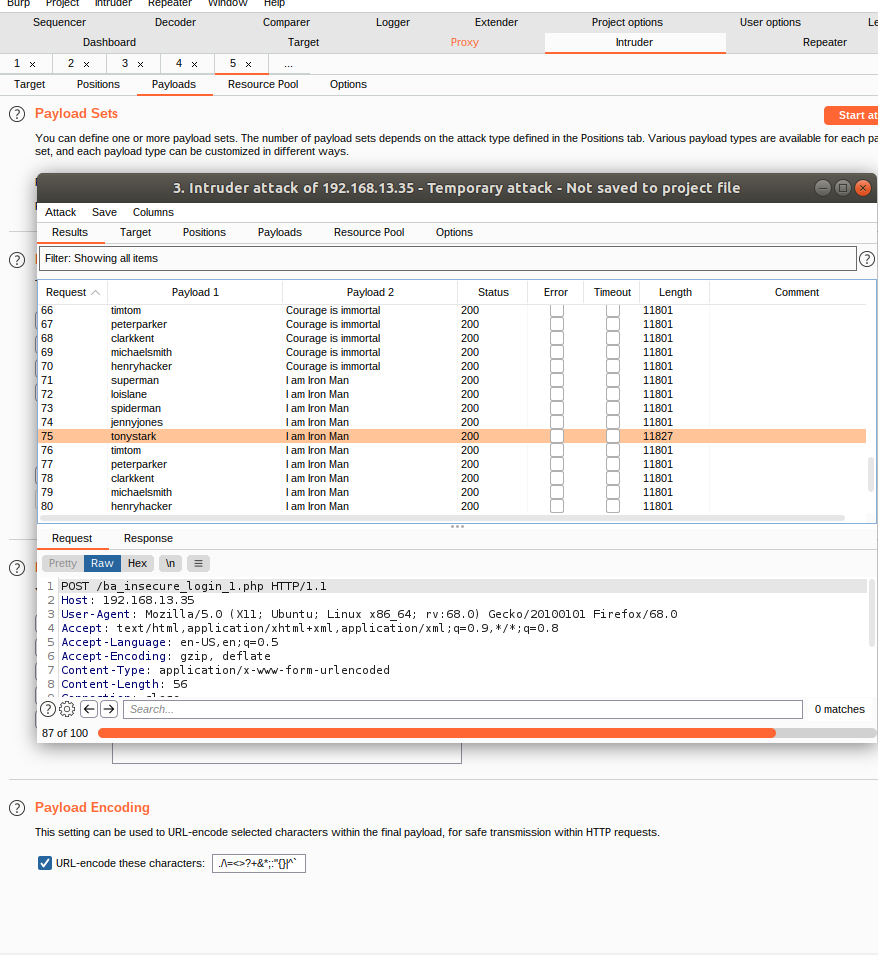 Burp Project Intruder Repeater Window Help
Sequencer Decoder Comparer Logger Extender Project options User options Le
Dashboard Target Proxy Intruder Repeater
1 × 2 × 3 × 4 × 5 × ...
Target Positions Payloads Resource Pool Options
? Payload Sets Start at
You can define one or more payload sets. The number of payload sets depends on the attack type defined in the Positions tab. Various payload types are available for each pa
set, and each payload type can be customized in different ways.
3. Intruder attack of 192.168.13.35 - Temporary attack - Not saved to project file
Attack Save Columns
Results Target Positions Payloads Resource Pool Options
Filter: Showing all items ?
Request Payload 1 Payload 2 Status Error Timeout Length Comment
66 timtom Courage is immortal 200 11801
67 peterparker Courage is immortal 200 11801
68 clarkkent Courage is immortal 200 11801
69 michaelsmith Courage is immortal 200 11801
70 henryhacker Courage is immortal 200 11801
71 superman I am Iron Man 200 11801
72 loislane I am Iron Man 200 11801
73 spiderman I am Iron Man 200 11801
74 jennyjones I am Iron Man 200 11801
75 tonystark I am Iron Man 200 11827
76 timtom I am Iron Man 200 11801
77 peterparker I am Iron Man 200 11801
78 clarkkent I am Iron Man 200 11801
79 michaelsmith I am Iron Man 200 11801
80 henryhacker I am Iron Man 200 11801
Request Response
Pretty Raw Hex \n ≡
1 POST /ba_insecure_login_1.php HTTP/1.1
2 Host: 192.168.13.35
3 User-Agent: Mozilla/5.0 (X11; Ubuntu; Linux x86_64; rv:68.0) Gecko/20100101 Firefox/68.0
4 Accept: text/html,application/xhtml+xml,application/xml;q=0.9,*/*;q=0.8
5 Accept-Language: en-US,en;q=0.5
6 Accept-Encoding: gzip, deflate
7 Content-Type: application/x-www-form-urlencoded
8 Content-Length: 56
9 Connection: close
? Search... 0 matches
87 of 100
? Payload Encoding
This setting can be used to URL-encode selected characters within the final payload, for safe transmission within HTTP requests.
URL-encode these characters: ./\=<>?+&*;:"{}|^`